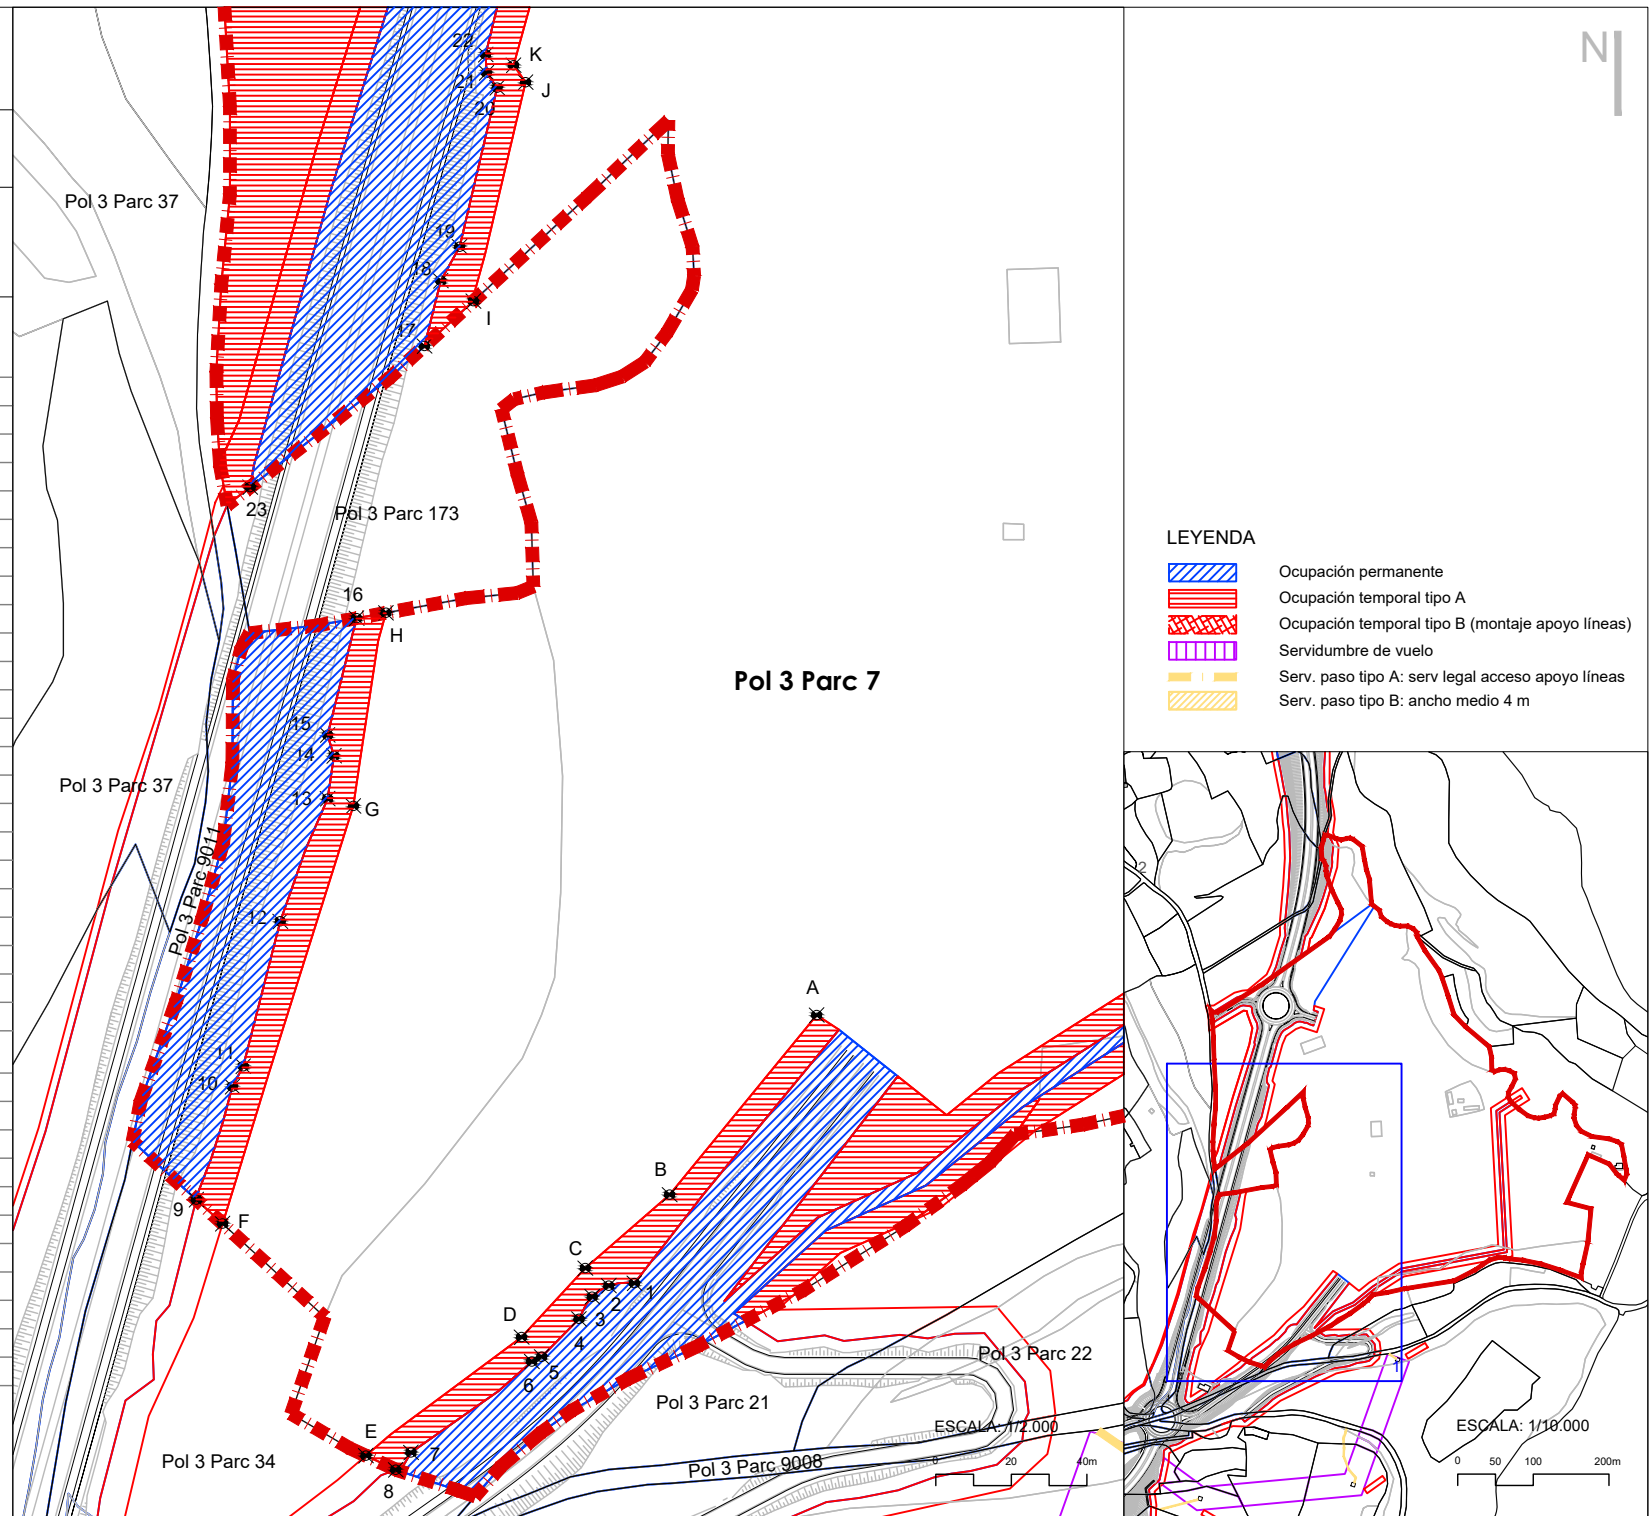 N
22
K
21
J
20
Pol 3 Parc 37
19
18
I
17
23
Pol 3 Parc 173
16
H
LEYENDA
Ocupación permanente
Ocupación temporal tipo A
Ocupación temporal tipo B (montaje apoyo líneas)
Servidumbre de vuelo
Serv. paso tipo A: serv legal acceso apoyo líneas
Serv. paso tipo B: ancho medio 4 m
Pol 3 Parc 7
15
14
Pol 3 Parc 37
13
G
Pol 3 Parc 9011
12
A
11
10
B
9
F
C
1
2
D
3
4
5
6
Pol 3 Parc 22
Pol 3 Parc 21
E
7
8
Pol 3 Parc 34
Pol 3 Parc 9008
ESCALA: 1/2.000
0 20 40m
2
1
ESCALA: 1/10.000
0 50 100 200m